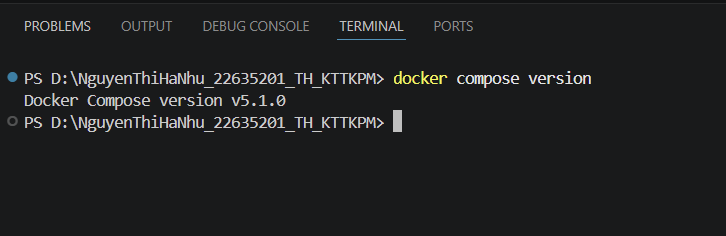 PROBLEMS OUTPUT DEBUG CONSOLE TERMINAL PORTS
PS D:\NguyenThiHaNhu_22635201_TH_KTTKPM> docker compose version
Docker Compose version v5.1.0
PS D:\NguyenThiHaNhu_22635201_TH_KTTKPM>